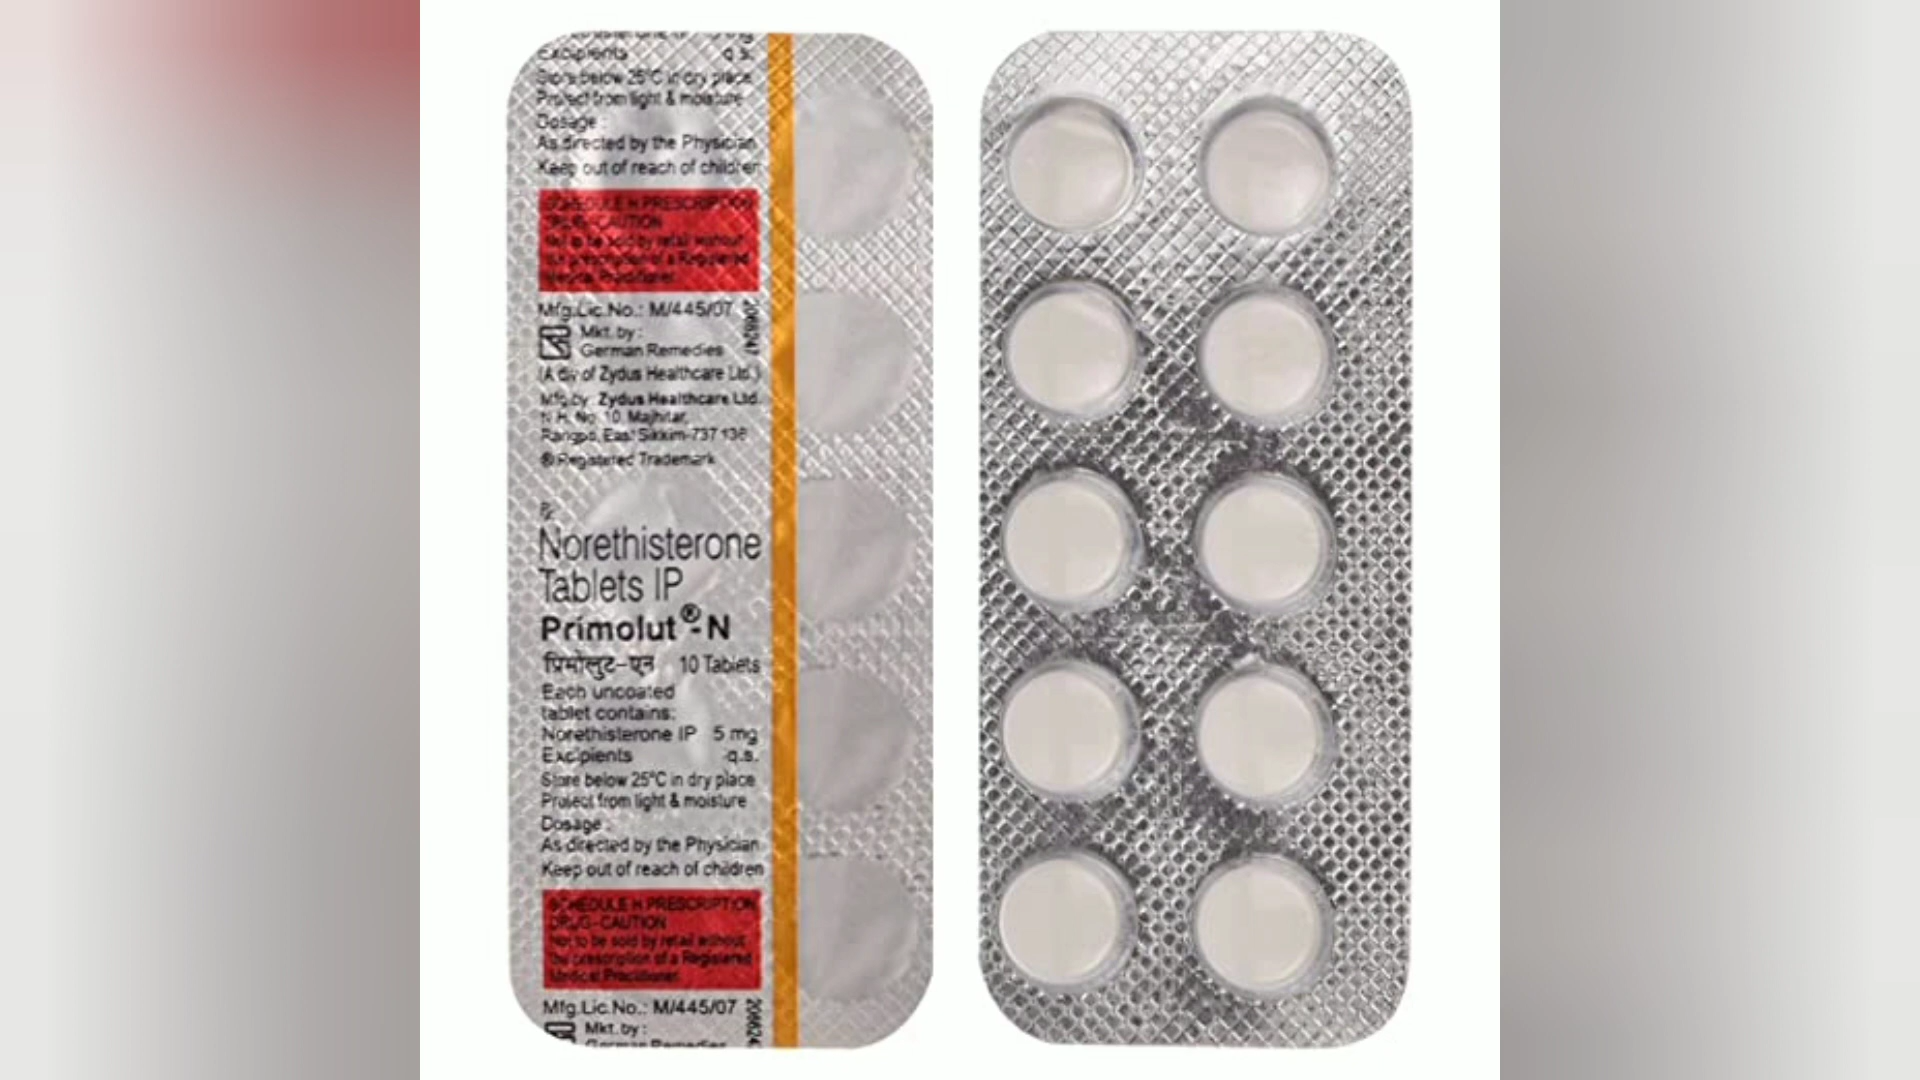 Excipients q.s.
Store below 25°C in dry place
Protect from light & moisture
Dosage :
As directed by the Physician
Keep out of reach of children
SCHEDULE H PRESCRIPTION
DRUG-CAUTION
Not to be sold by retail without
the prescription of a Registered
Medical Practitioner.
Mfg.Lic.No.: M/445/07
Mkt. by :
German Remedies
(A div of Zydus Healthcare Ltd.)
Mfg.by: Zydus Healthcare Ltd.
N.H. No. 10, Majhitar,
Rangpo, East Sikkim-737 136
® Registered Trademark
Rx
Norethisterone
Tablets IP
Primolut®-N
प्रिमोलुट-एन 10 Tablets
Each uncoated
tablet contains:
Norethisterone IP 5 mg
Excipients q.s.
Store below 25°C in dry place
Protect from light & moisture
Dosage :
As directed by the Physician
Keep out of reach of children
SCHEDULE H PRESCRIPTION
DRUG-CAUTION
Not to be sold by retail without
the prescription of a Registered
Medical Practitioner.
Mfg.Lic.No.: M/445/07
Mkt. by :
German Remedies